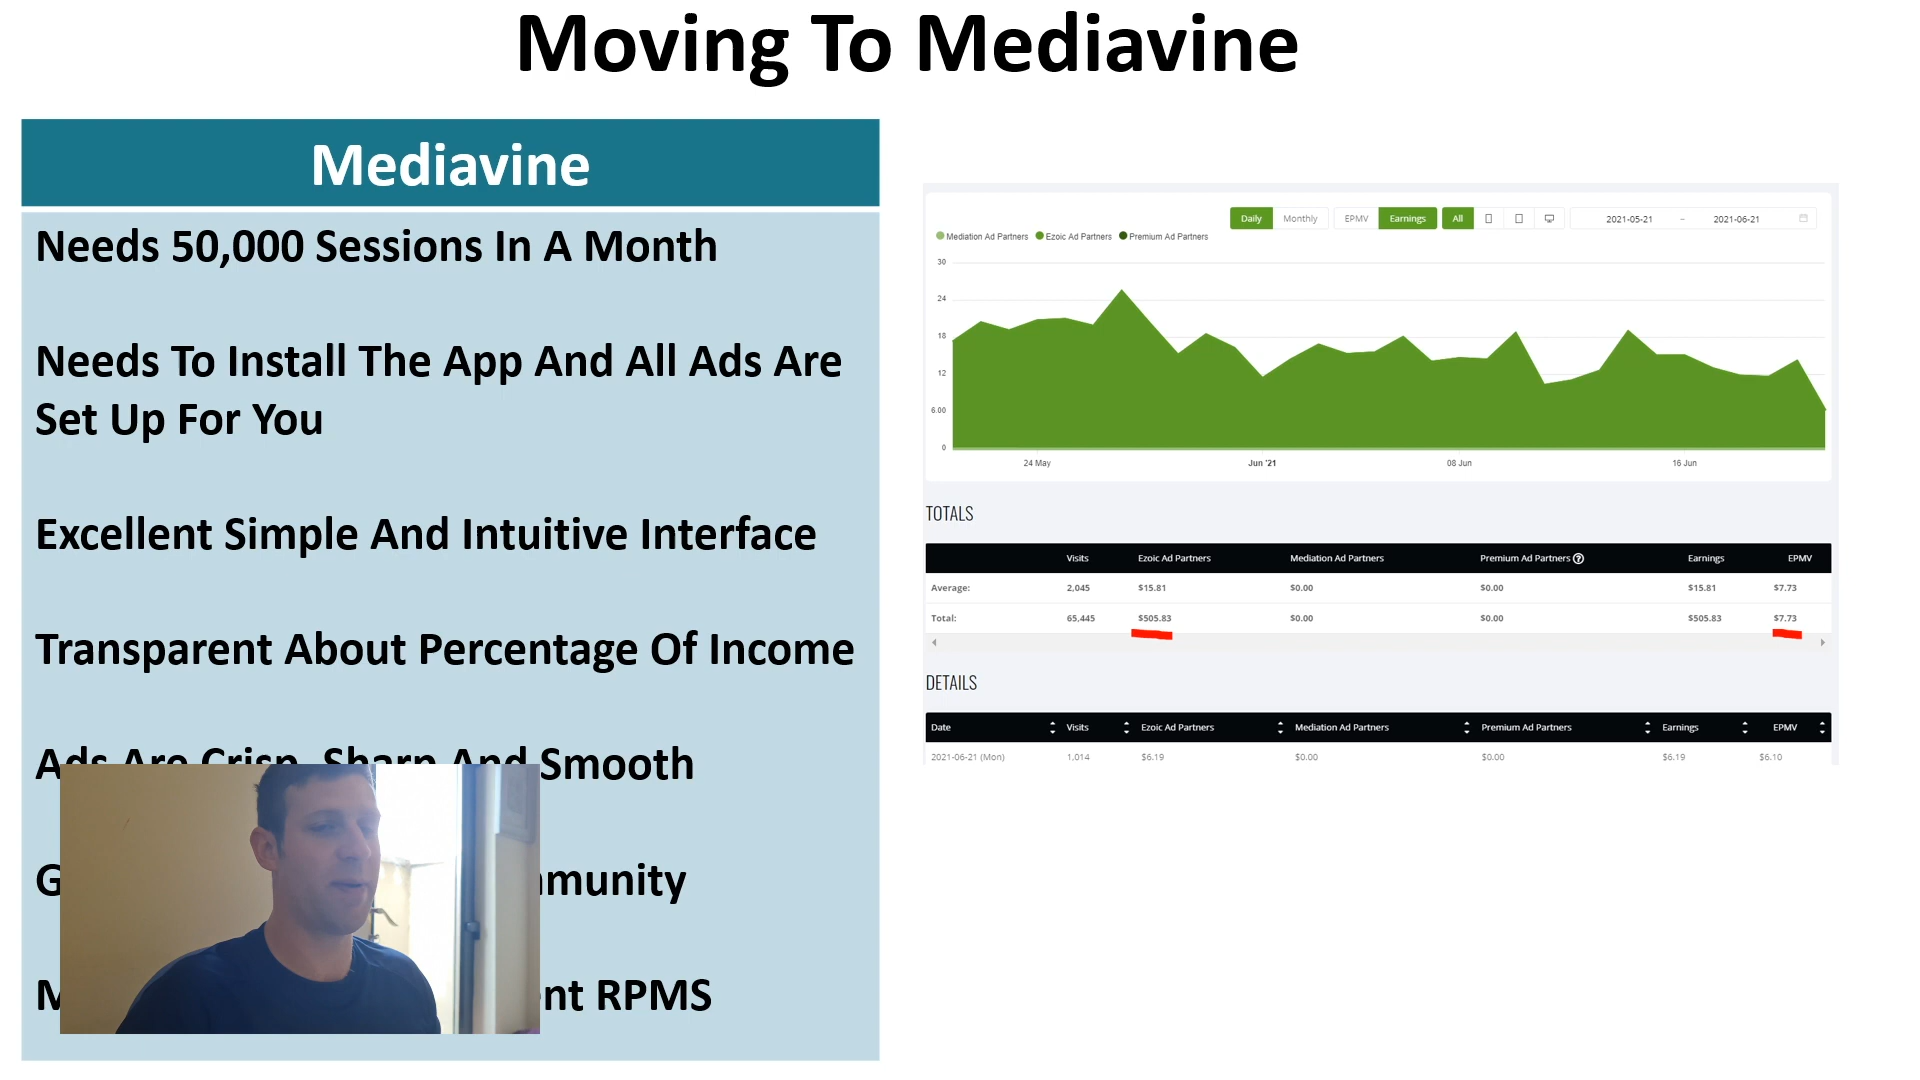 Moving To Mediavine
Mediavine
Needs 50,000 Sessions In A Month
Needs To Install The App And All Ads Are
Set Up For You
Excellent Simple And Intuitive Interface
Transparent About Percentage Of Income
Ads Are Crisp, Sharp And Smooth
RPMS
Daily Monthly EPMV Earnings All 2021-05-21 – 2021-06-21
Mediation Ad Partners Ezoic Ad Partners Premium Ad Partners
30
24
18
12
6.00
0
24 May Jun '21 08 Jun 16 Jun
TOTALS
Visits Ezoic Ad Partners Mediation Ad Partners Premium Ad Partners ? Earnings EPMV
Average: 2,045 $15.81 $0.00 $0.00 $15.81 $7.73
Total: 65,445 $505.83 $0.00 $0.00 $505.83 $7.73
DETAILS
Date Visits Ezoic Ad Partners Mediation Ad Partners Premium Ad Partners Earnings EPMV
2021-06-21 (Mon) 1,014 $6.19 $0.00 $0.00 $6.19 $6.10